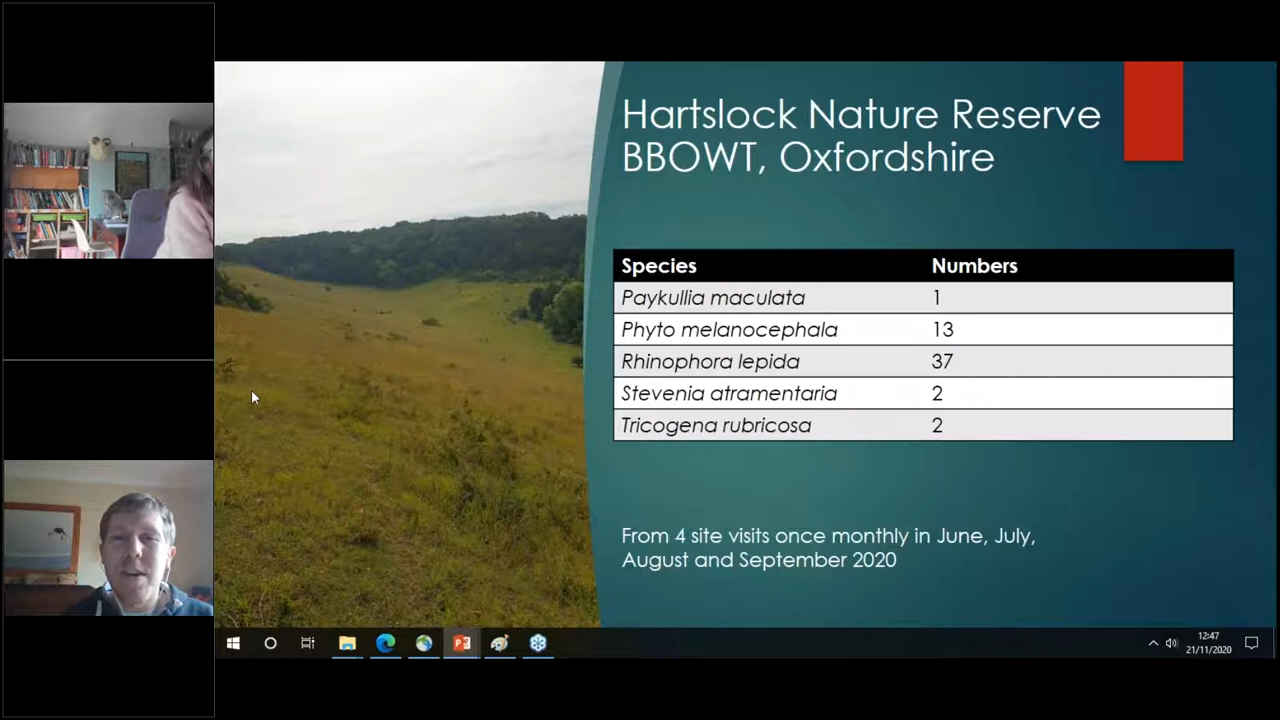 Hartslock Nature Reserve
BBOWT, Oxfordshire
Species Numbers
Paykullia maculata 1
Phyto melanocephala 13
Rhinophora lepida 37
Stevenia atramentaria 2
Tricogena rubricosa 2
From 4 site visits once monthly in June, July,
August and September 2020
12:47
21/11/2020